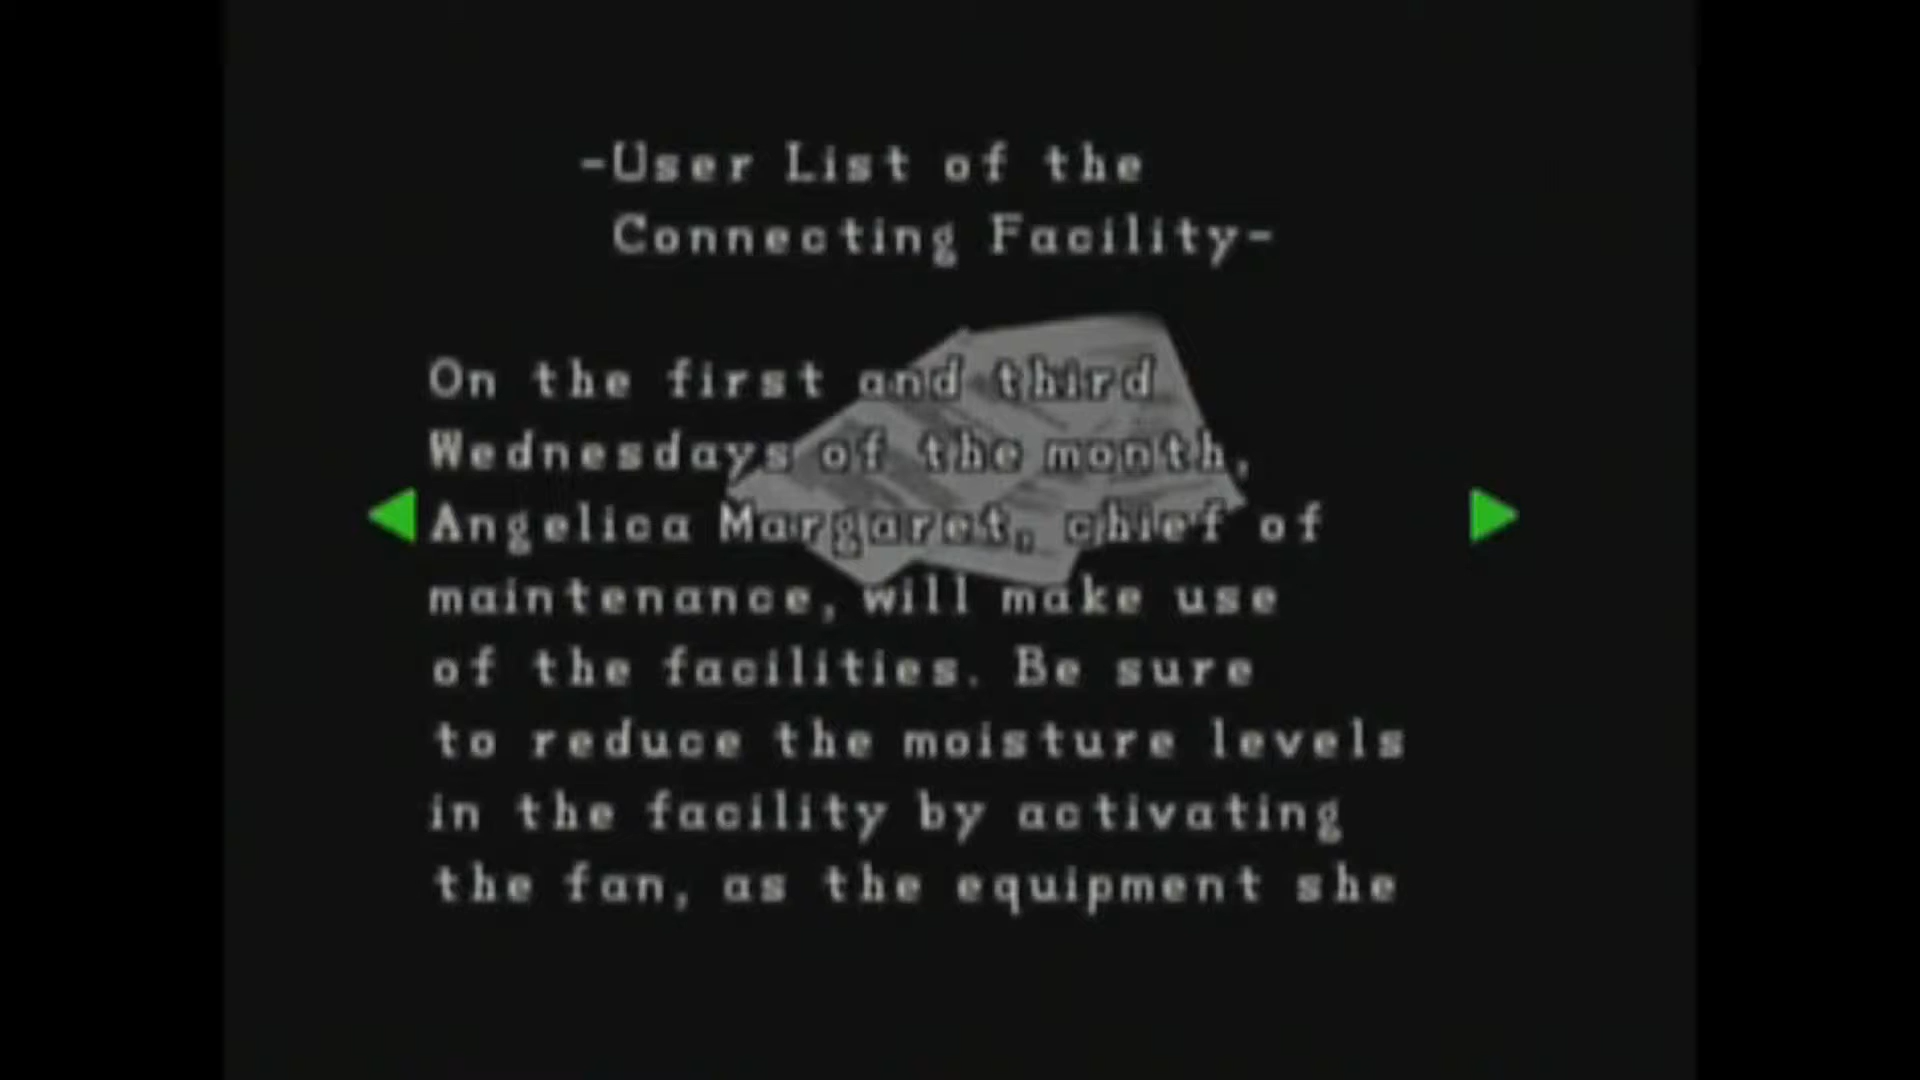 -User List of the
Connecting Facility-
On the first and third
Wednesdays of the month,
Angelica Margaret, chief of
maintenance, will make use
of the facilities. Be sure
to reduce the moisture levels
in the facility by activating
the fan, as the equipment she